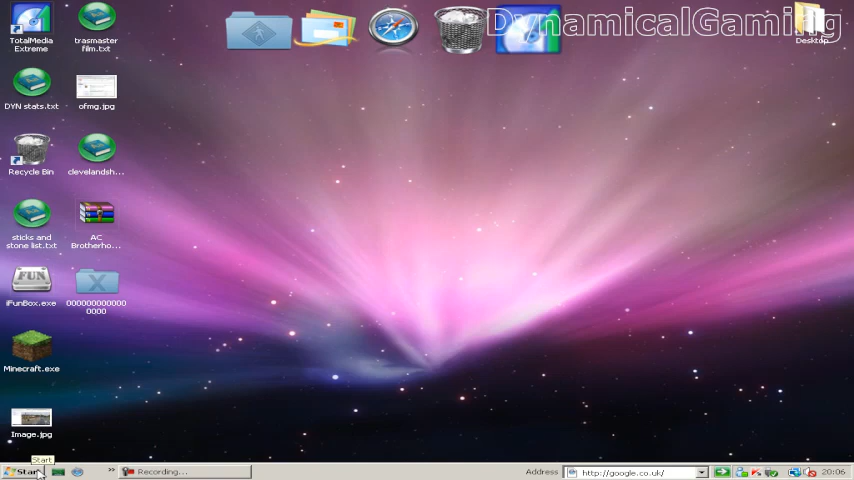 DynamicalGaming
TotalMedia
Extreme
trasmaster
film.txt
Desktop
DYN stats.txt
ofmg.jpg
Recycle Bin
clevelandsh...
sticks and
stone list.txt
AC
Brotherho...
FUN
iFunBox.exe
000000000000
0000
Minecraft.exe
Image.jpg
Start
Start
Recording...
Address
http://google.co.uk/
20:06